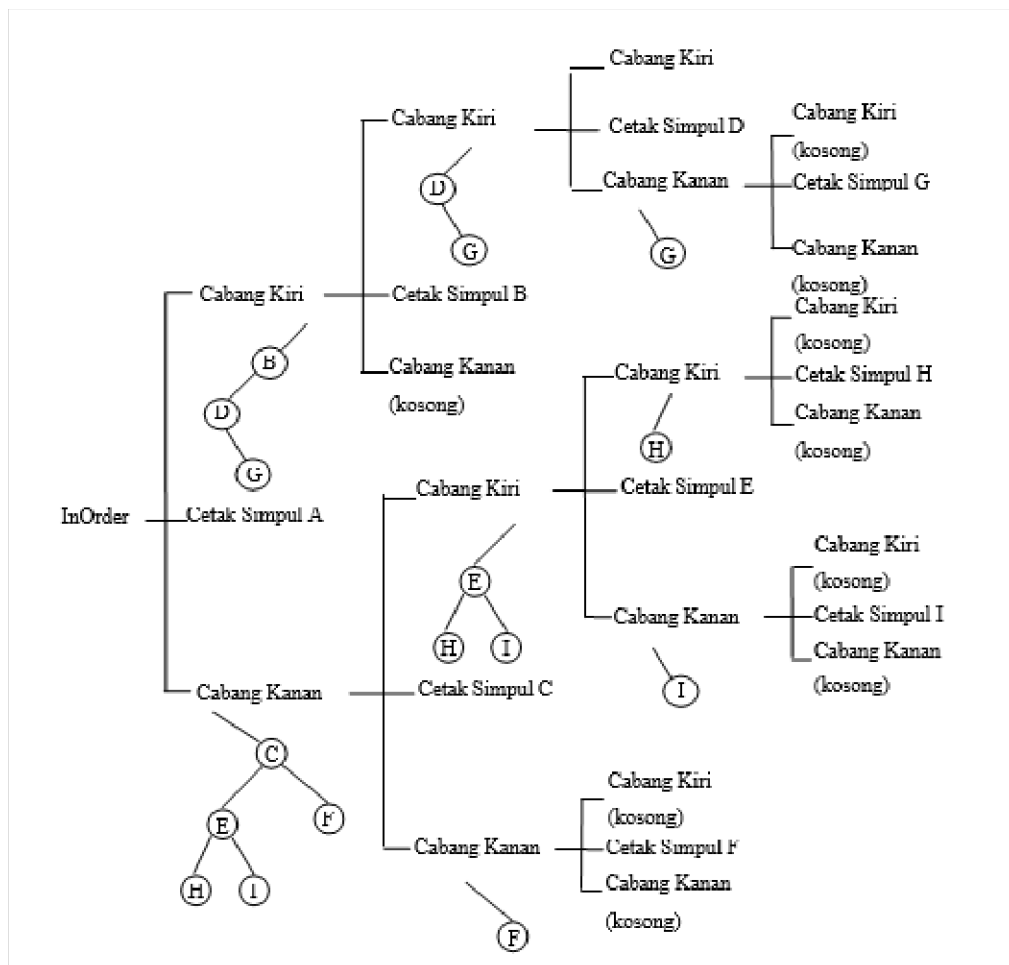 Cabang Kiri
Cabang Kiri
Cetak Simpul D
Cabang Kanan
D
G
G
Cabang Kiri
(kosong)
Cetak Simpul G
Cabang Kanan
(kosong)
Cabang Kiri
Cetak Simpul B
Cabang Kanan
(kosong)
B
D
G
Cabang Kiri
H
Cabang Kiri
(kosong)
Cetak Simpul H
Cabang Kanan
(kosong)
InOrder
Cetak Simpul A
Cabang Kiri
Cetak Simpul E
E
H
I
Cabang Kanan
I
Cabang Kiri
(kosong)
Cetak Simpul I
Cabang Kanan
(kosong)
Cabang Kanan
Cetak Simpul C
C
E
F
H
I
Cabang Kanan
F
Cabang Kiri
(kosong)
Cetak Simpul F
Cabang Kanan
(kosong)